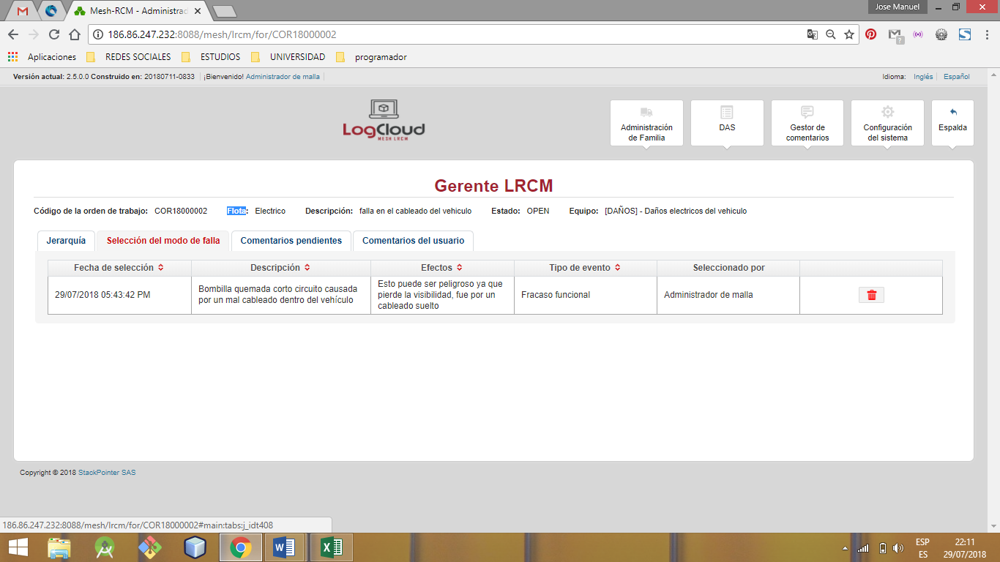 Jose Manuel
Mesh-RCM - Administrad
186.86.247.232:8088/mesh/lrcm/for/COR18000002
Aplicaciones REDES SOCIALES ESTUDIOS UNIVERSIDAD programador
Versión actual: 2.5.0.0 Construido en: 20180711-0833 ¡Bienvenido! Administrador de malla Idioma: Inglés Español
LogCloud
MESH LRCM
Administración de Familia
DAS
Gestor de comentarios
Configuración del sistema
Espalda
Gerente LRCM
Código de la orden de trabajo: COR18000002 Flota: Electrico Descripción: falla en el cableado del vehiculo Estado: OPEN Equipo: [DAÑOS] - Daños electricos del vehiculo
Jerarquía Selección del modo de falla Comentarios pendientes Comentarios del usuario
Fecha de selección Descripción Efectos Tipo de evento Seleccionado por
29/07/2018 05:43:42 PM
Bombilla quemada corto circuito causada
por un mal cableado dentro del vehículo
Esto puede ser peligroso ya que
pierde la visibilidad, fue por un
cableado suelto
Fracaso funcional
Administrador de malla
Copyright © 2018 StackPointer SAS
186.86.247.232:8088/mesh/lrcm/for/COR18000002#main:tabs:j_idt408
ESP
ES
22:11
29/07/2018